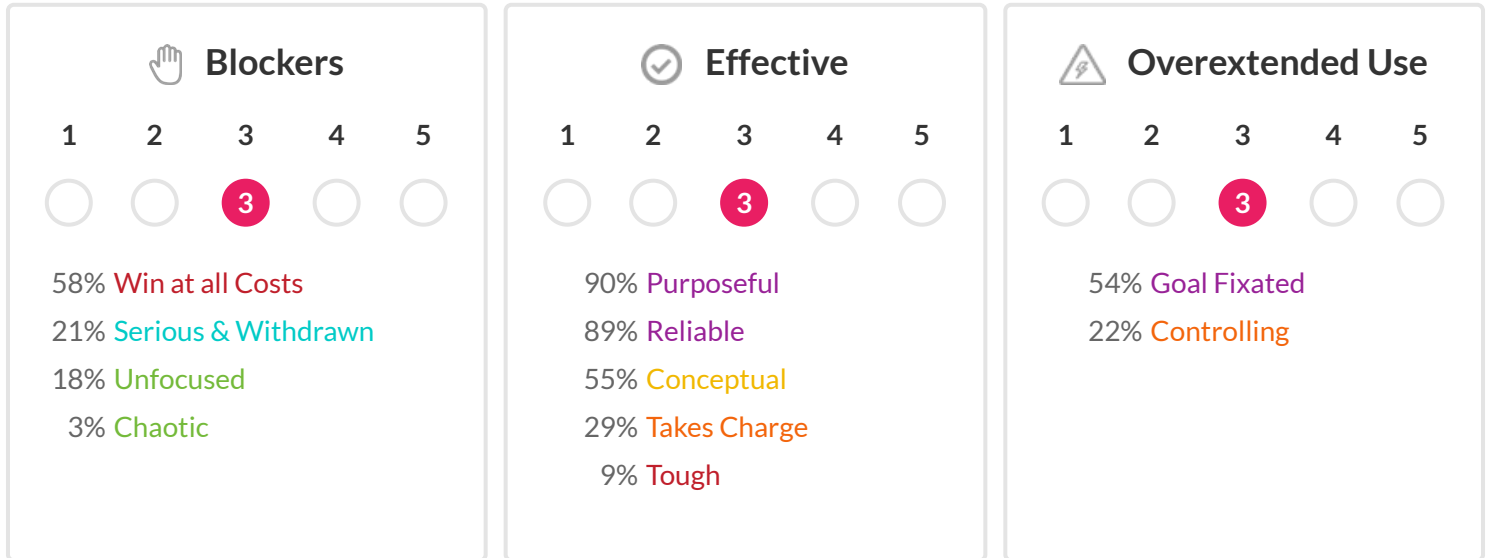 Blockers
1 2 3 4 5
3
58% Win at all Costs
21% Serious & Withdrawn
18% Unfocused
3% Chaotic
Effective
1 2 3 4 5
3
90% Purposeful
89% Reliable
55% Conceptual
29% Takes Charge
9% Tough
Overextended Use
1 2 3 4 5
3
54% Goal Fixated
22% Controlling